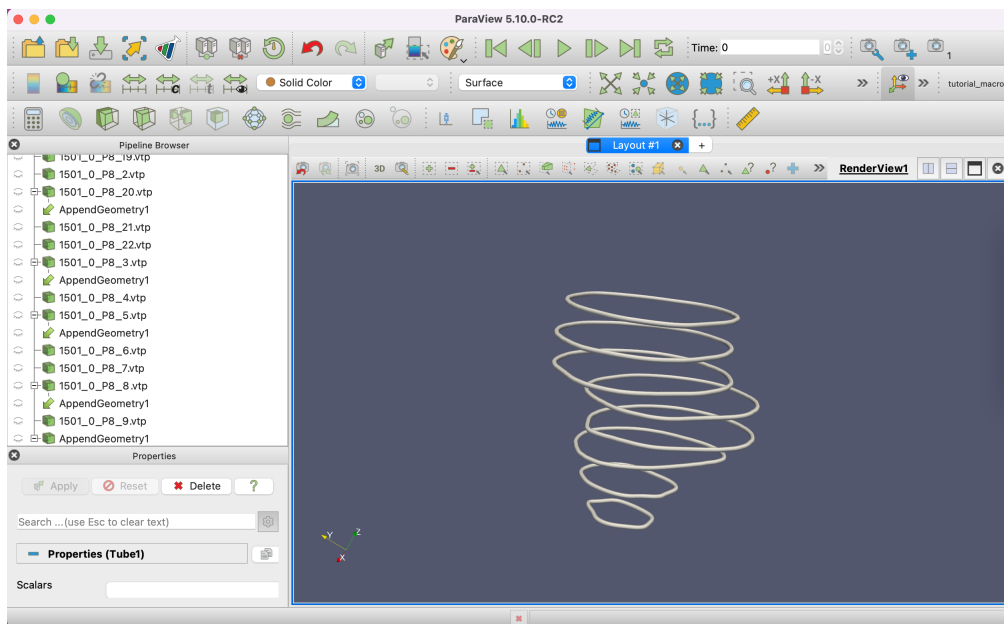 ParaView 5.10.0-RC2
Time: 0
0
1
Solid Color
Surface
+X
-X
tutorial_macro
{...}
Pipeline Browser
Layout #1
+
1501_0_P8_19.vtp
1501_0_P8_2.vtp
1501_0_P8_20.vtp
AppendGeometry1
1501_0_P8_21.vtp
1501_0_P8_22.vtp
1501_0_P8_3.vtp
AppendGeometry1
1501_0_P8_4.vtp
1501_0_P8_5.vtp
AppendGeometry1
1501_0_P8_6.vtp
1501_0_P8_7.vtp
1501_0_P8_8.vtp
AppendGeometry1
1501_0_P8_9.vtp
AppendGeometry1
3D
RenderView1
Properties
Apply
Reset
Delete
?
Search ...(use Esc to clear text)
Properties (Tube1)
Scalars
Y
Z
X